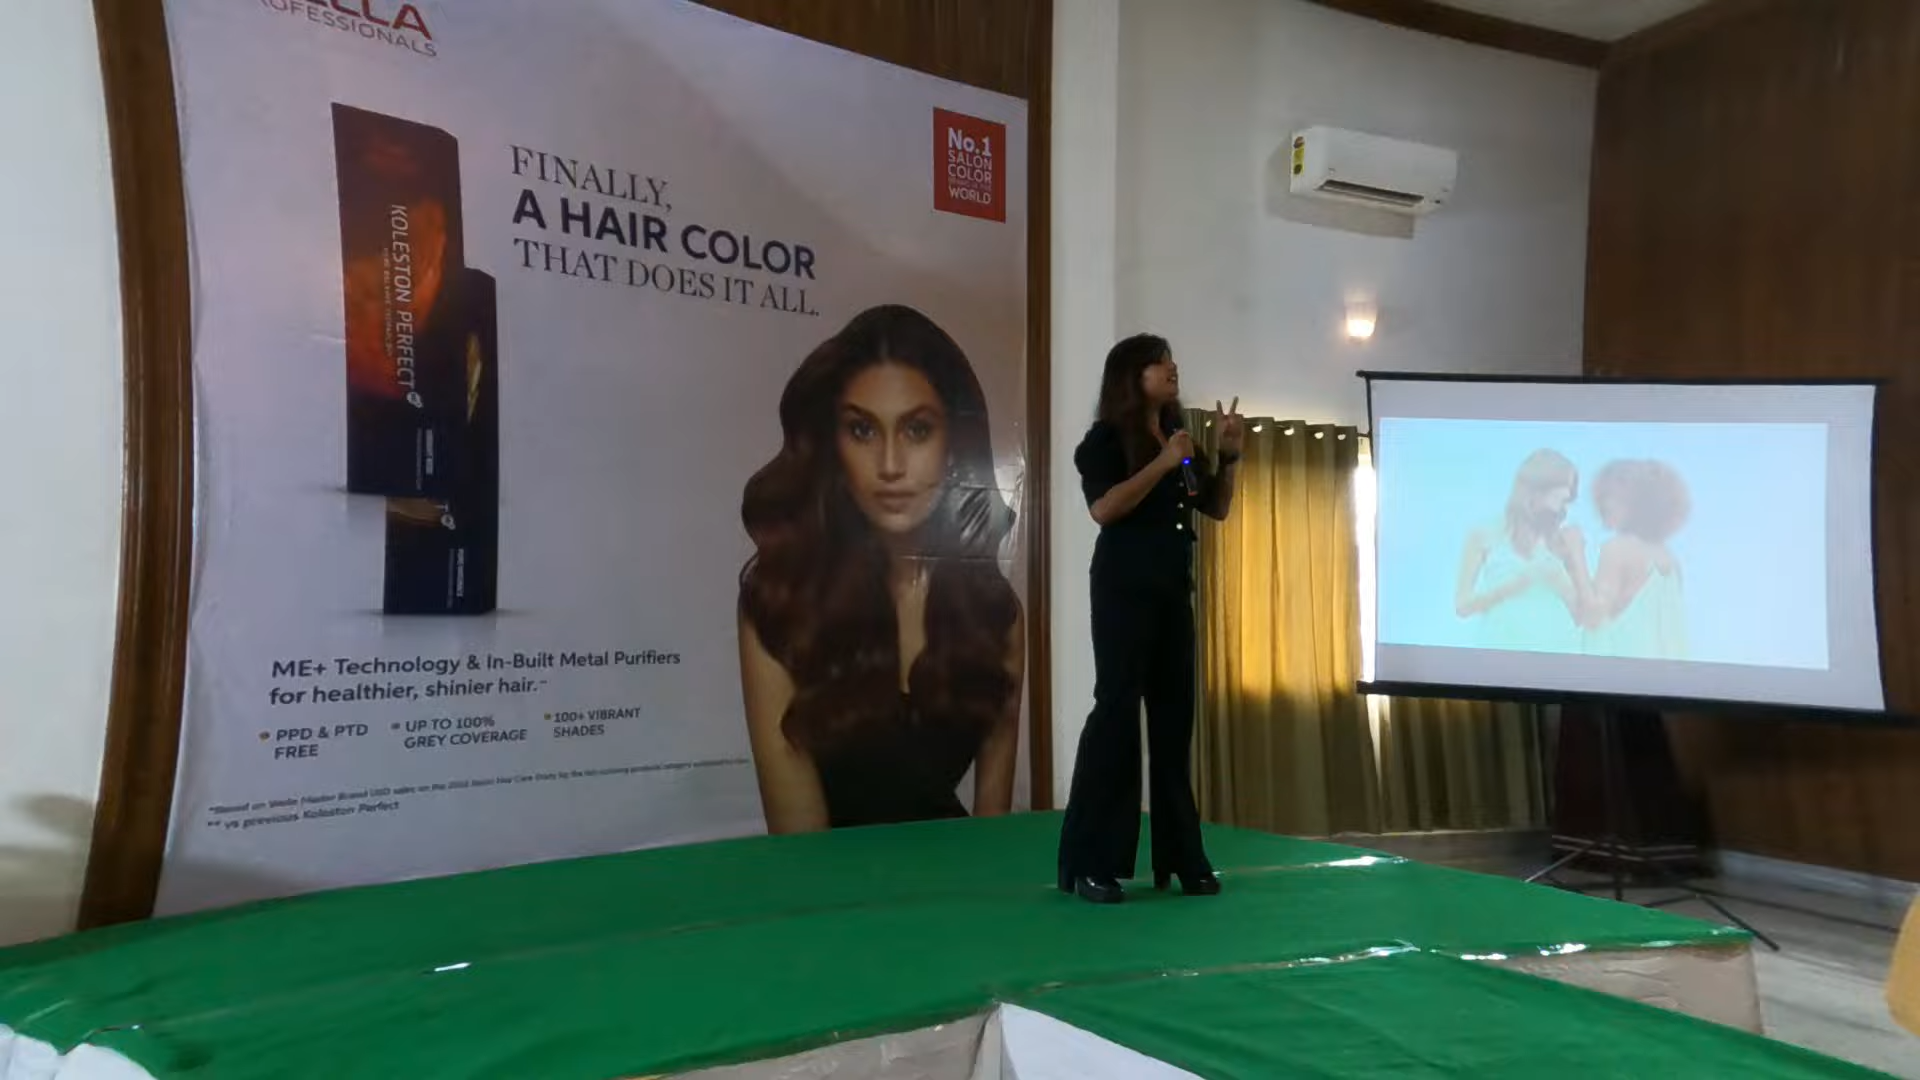 ELLA
ROFESSIONALS
No.1
SALON
COLOR
WORLD
FINALLY,
A HAIR COLOR
THAT DOES IT ALL.
KOLESTON PERFECT
ME+ Technology & In-Built Metal Purifiers
for healthier, shinier hair.
• PPD & PTD
FREE
• UP TO 100%
GREY COVERAGE
• 100+ VIBRANT
SHADES
** vs previous Koleston Perfect